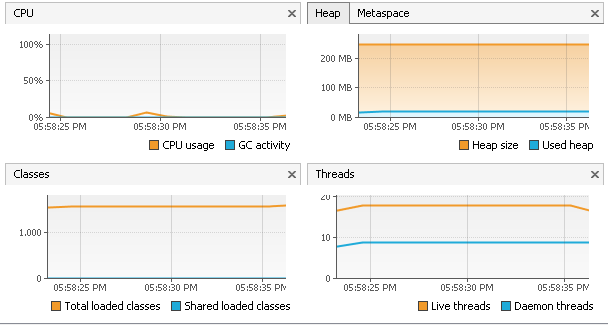 CPU
100%
50%
0%
05:58:25 PM 05:58:30 PM 05:58:35 PM
CPU usage GC activity
Heap Metaspace
200 MB
100 MB
0 MB
05:58:25 PM 05:58:30 PM 05:58:35 PM
Heap size Used heap
Classes
1.000
0
05:58:25 PM 05:58:30 PM 05:58:35 PM
Total loaded classes Shared loaded classes
Threads
20
10
0
05:58:25 PM 05:58:30 PM 05:58:35 PM
Live threads Daemon threads